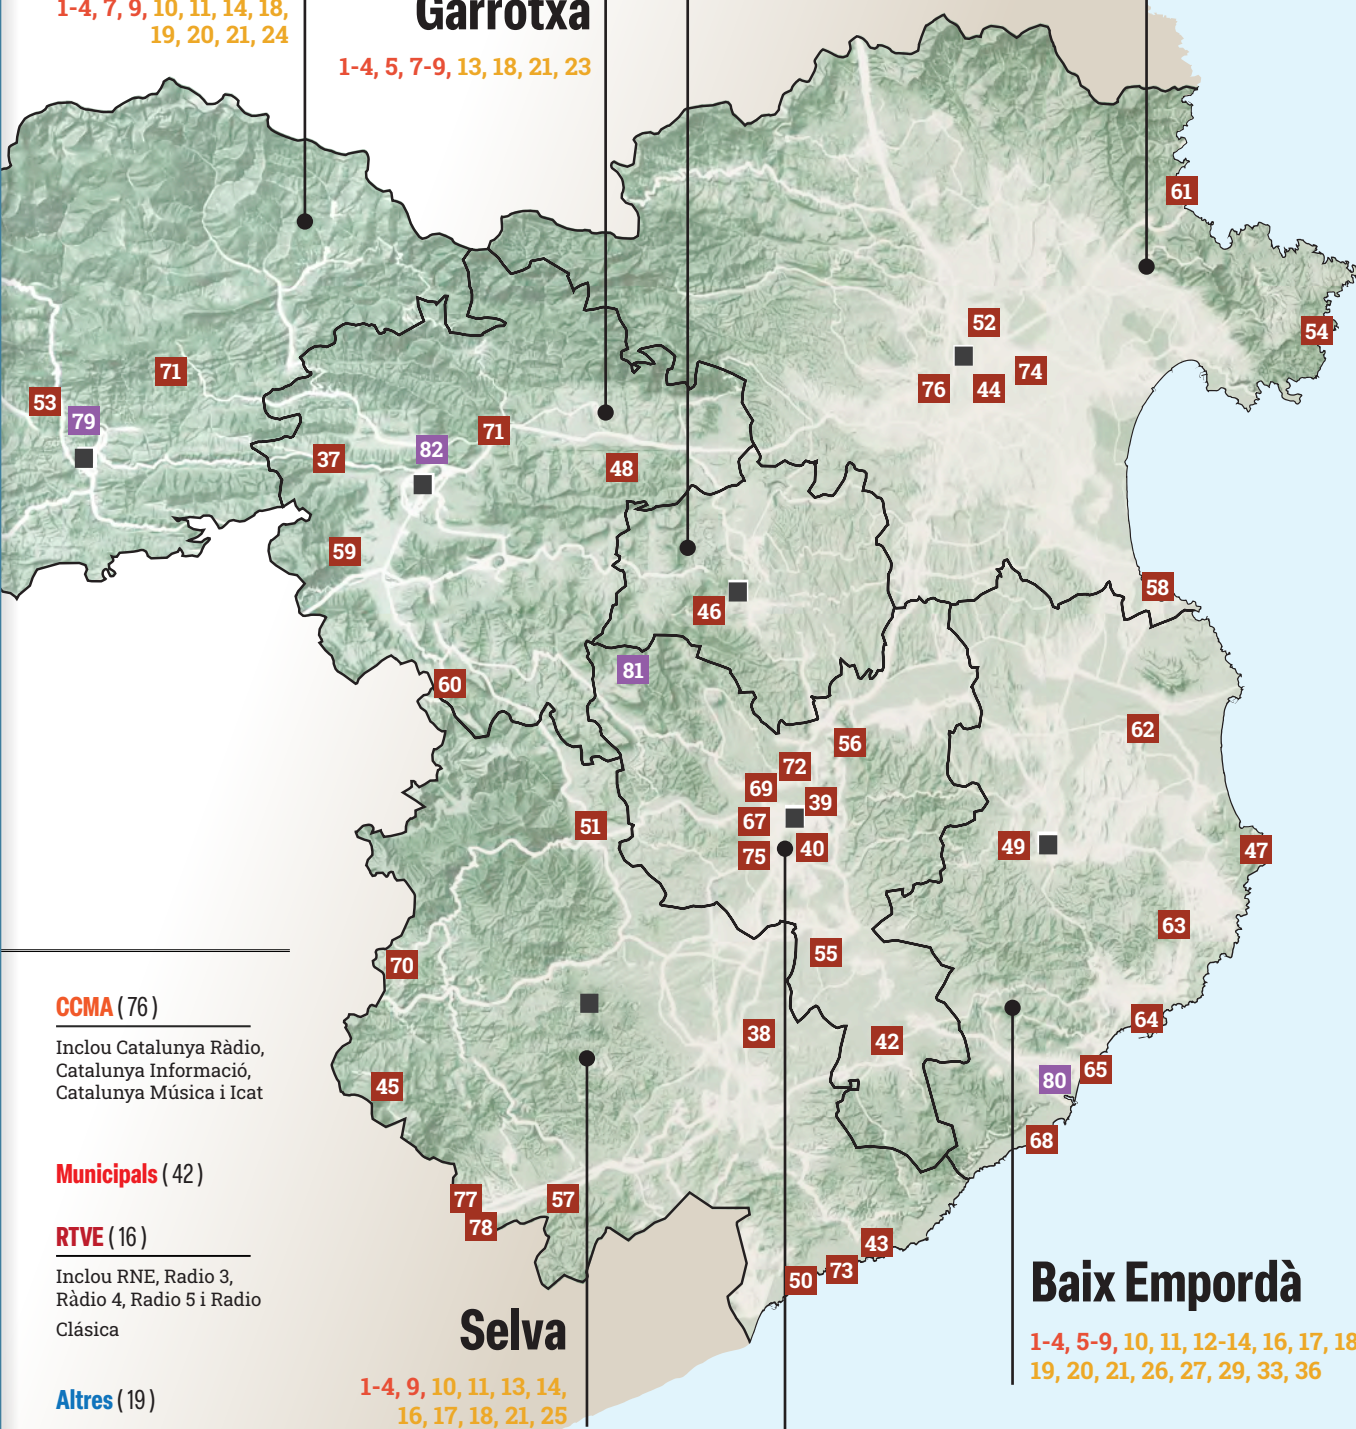 1-4, 7, 9, 10, 11, 14, 18,
19, 20, 21, 24
Garrotxa
1-4, 5, 7-9, 13, 18, 21, 23
61
52
54
71
76
44
74
53
79
71
82
37
48
59
58
46
81
60
62
56
72
69
39
51
67
49
40
47
75
63
55
70
CCMA ( 76 )
Inclou Catalunya Ràdio,
Catalunya Informació,
Catalunya Música i Icat
64
38
42
65
80
45
68
Municipals ( 42 )
77
57
78
RTVE ( 16 )
Inclou RNE, Radio 3,
Ràdio 4, Radio 5 i Radio
Clásica
43
73
50
Baix Empordà
1-4, 5-9, 10, 11, 12-14, 16, 17, 18
19, 20, 21, 26, 27, 29, 33, 36
Selva
1-4, 9, 10, 11, 13, 14,
16, 17, 18, 21, 25
Altres ( 19 )